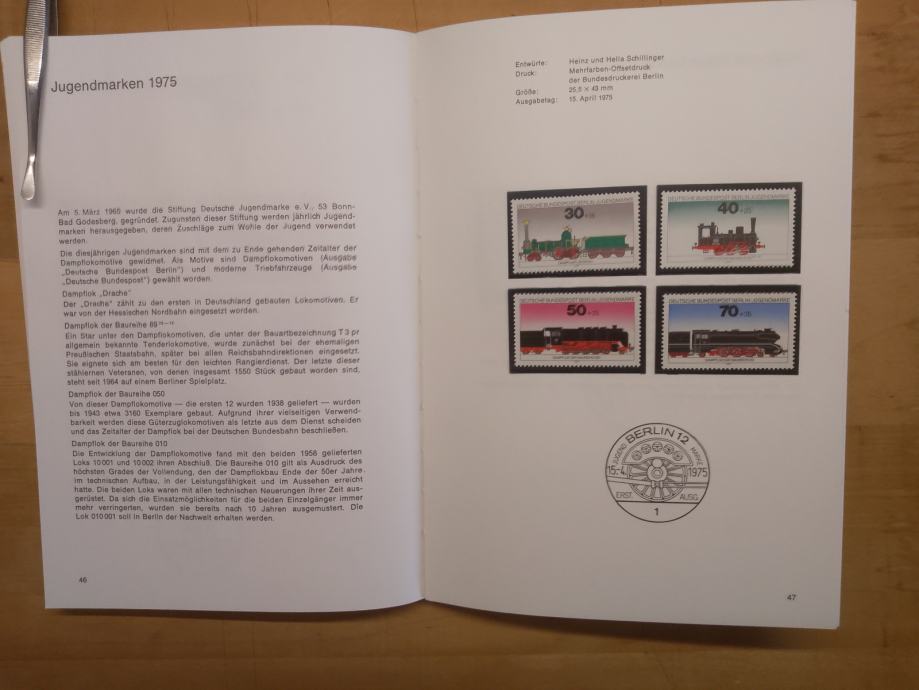 Jugendmarken 1975
Am 5. März 1965 wurde die Stiftung Deutsche Jugendmarke e. V., 53 Bonn-
Bad Godesberg, gegründet. Zugunsten dieser Stiftung werden jährlich Jugend-
marken herausgegeben, deren Zuschläge zum Wohle der Jugend verwendet
werden.
Die diesjährigen Jugendmarken sind mit dem zu Ende gehenden Zeitalter der
Dampflokomotive gewidmet. Als Motive sind Dampflokomotiven (Ausgabe
„Deutsche Bundespost Berlin“) und moderne Triebfahrzeuge (Ausgabe
„Deutsche Bundespost“) gewählt worden.
Dampflok „Drache“
Der „Drache“ zählt zu den ersten in Deutschland gebauten Lokomotiven. Er
war von der Hessischen Nordbahn eingesetzt worden.
Dampflok der Baureihe 89
Ein Star unter den Dampflokomotiven, die unter der Bauartbezeichnung T 3 pr
allgemein bekannte Tenderlokomotive, wurde zunächst bei der ehemaligen
Preußischen Staatsbahn, später bei allen Reichsbahndirektionen eingesetzt.
Sie eignete sich am besten für den leichten Rangierdienst. Der letzte dieser
stählernen Veteranen, von denen insgesamt 1550 Stück gebaut worden sind,
steht seit 1964 auf einem Berliner Spielplatz.
Dampflok der Baureihe 050
Von dieser Dampflokomotive — die ersten 12 wurden 1938 geliefert — wurden
bis 1943 etwa 3160 Exemplare gebaut. Aufgrund ihrer vielseitigen Verwend-
barkeit werden diese Güterzuglokomotiven als letzte aus dem Dienst scheiden
und das Zeitalter der Dampflok bei der Deutschen Bundesbahn beschließen.
Dampflok der Baureihe 010
Die Entwicklung der Dampflokomotive fand mit den beiden 1956 gelieferten
Loks 10 001 und 10 002 ihren Abschluß. Die Baureihe 010 gilt als Ausdruck des
höchsten Grades der Vollendung, den der Dampflokbau Ende der 50er Jahre,
im technischen Aufbau, in der Leistungsfähigkeit und im Aussehen erreicht
hatte. Die beiden Loks waren mit allen technischen Neuerungen ihrer Zeit aus-
gerüstet. Da sich die Einsatzmöglichkeiten für die beiden Einzelgänger immer
mehr verringerten, wurden sie bereits nach 10 Jahren ausgemustert. Die
Lok 010 001 soll in Berlin der Nachwelt erhalten werden.
46
Entwürfe: Heinz und Hella Schillinger
Druck: Mehrfarben-Offsetdruck
der Bundesdruckerei Berlin
Größe: 25,5 × 43 mm
Ausgabetag: 15. April 1975
DEUTSCHE BUNDESPOST BERLIN JUGENDMARKE
30+15
DEUTSCHE BUNDESPOST BERLIN JUGENDMARKE
40+20
DEUTSCHE BUNDESPOST BERLIN JUGENDMARKE
50+25
DEUTSCHE BUNDESPOST BERLIN JUGENDMARKE
70+35
BERLIN 12
JUGEND MARKE
15.-4. 1975
ERST AUSG.
1
47